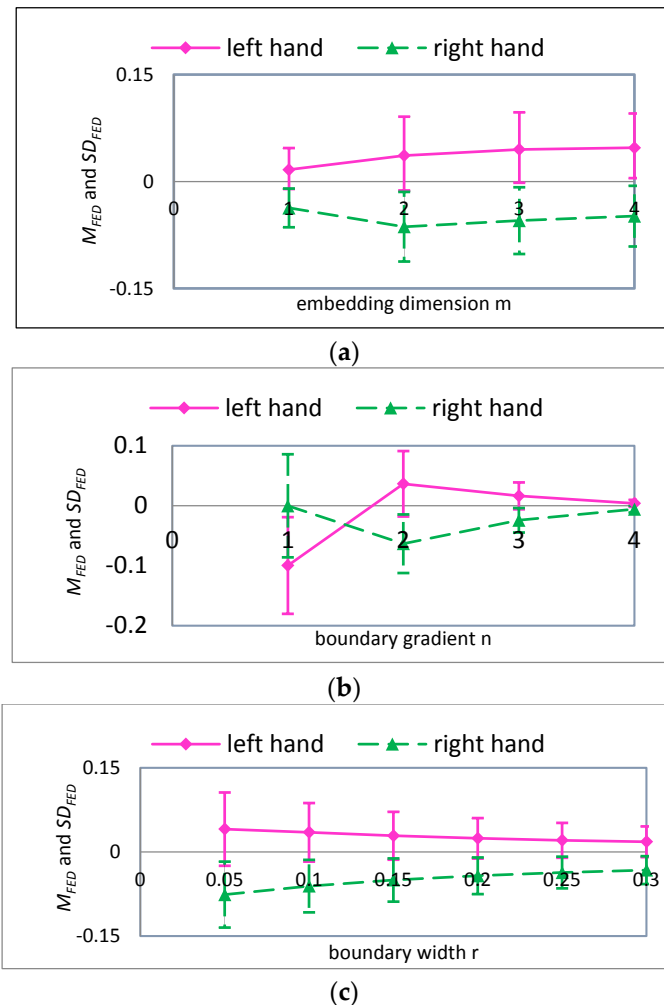 left hand right hand
0.15
0
-0.15
0 1 2 3 4
M_FED and SD_FED
embedding dimension m
(a)
left hand right hand
0.1
0
-0.1
-0.2
0 1 2 3 4
M_FED and SD_FED
boundary gradient n
(b)
left hand right hand
0.15
0
-0.15
0 0.05 0.1 0.15 0.2 0.25 0.3
M_FED and SD_FED
boundary width r
(c)